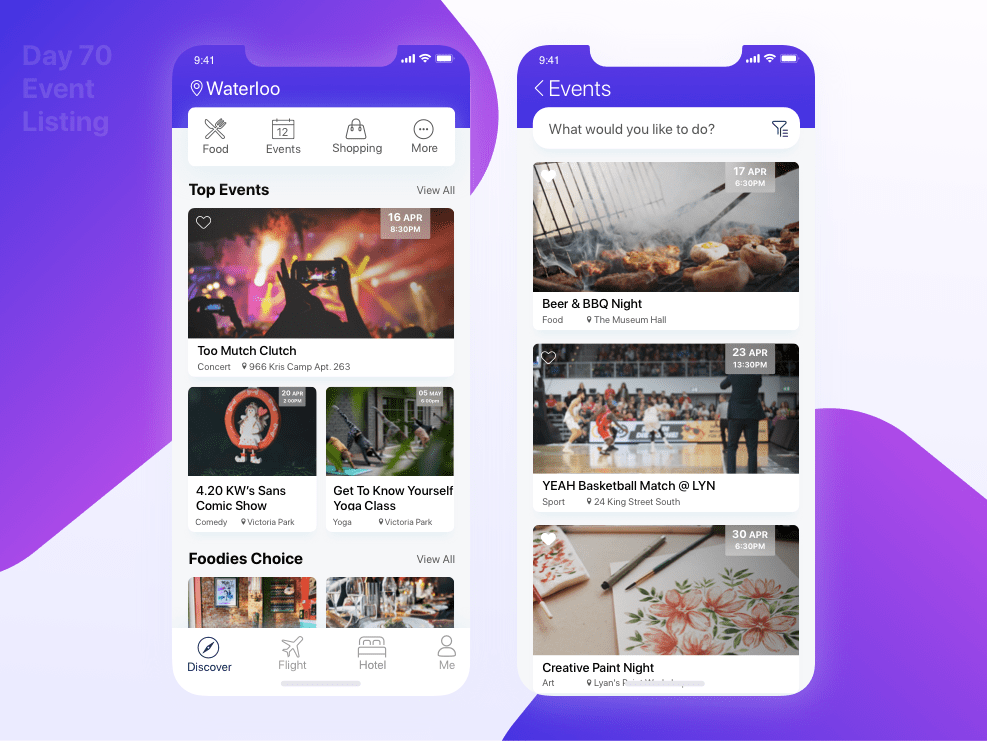 Day 70
Event
Listing
9:41
Waterloo
Food
12
Events
Shopping
More
Top Events
View All
16 APR
8:30PM
Too Mutch Clutch
Concert
966 Kris Camp Apt. 263
20 APR
2:00PM
4.20 KW's Sans
Comic Show
Comedy
Victoria Park
05 MAY
6:00pm
Get To Know Yourself
Yoga Class
Yoga
Victoria Park
Foodies Choice
View All
Discover
Flight
Hotel
Me
9:41
Events
What would you like to do?
17 APR
6:30PM
Beer & BBQ Night
Food
The Museum Hall
23 APR
13:30PM
YEAH Basketball Match @ LYN
Sport
24 King Street South
30 APR
6:30PM
Creative Paint Night
Art
Lyan's Paint